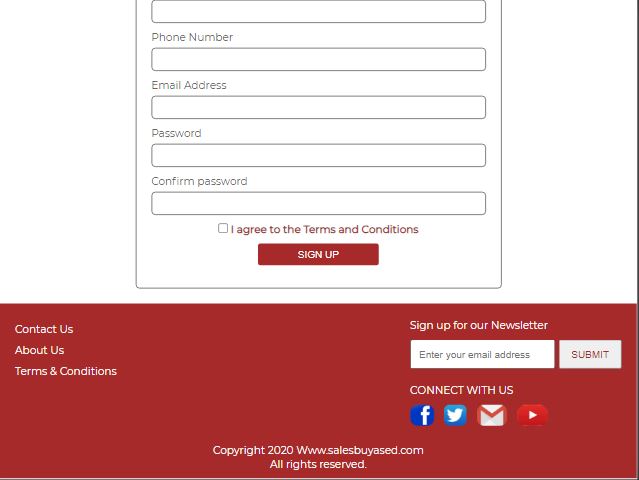 Phone Number
Email Address
Password
Confirm password
I agree to the Terms and Conditions
SIGN UP
Contact Us
About Us
Terms & Conditions
Sign up for our Newsletter
Enter your email address
SUBMIT
CONNECT WITH US
Copyright 2020 Www.salesbuyased.com
All rights reserved.